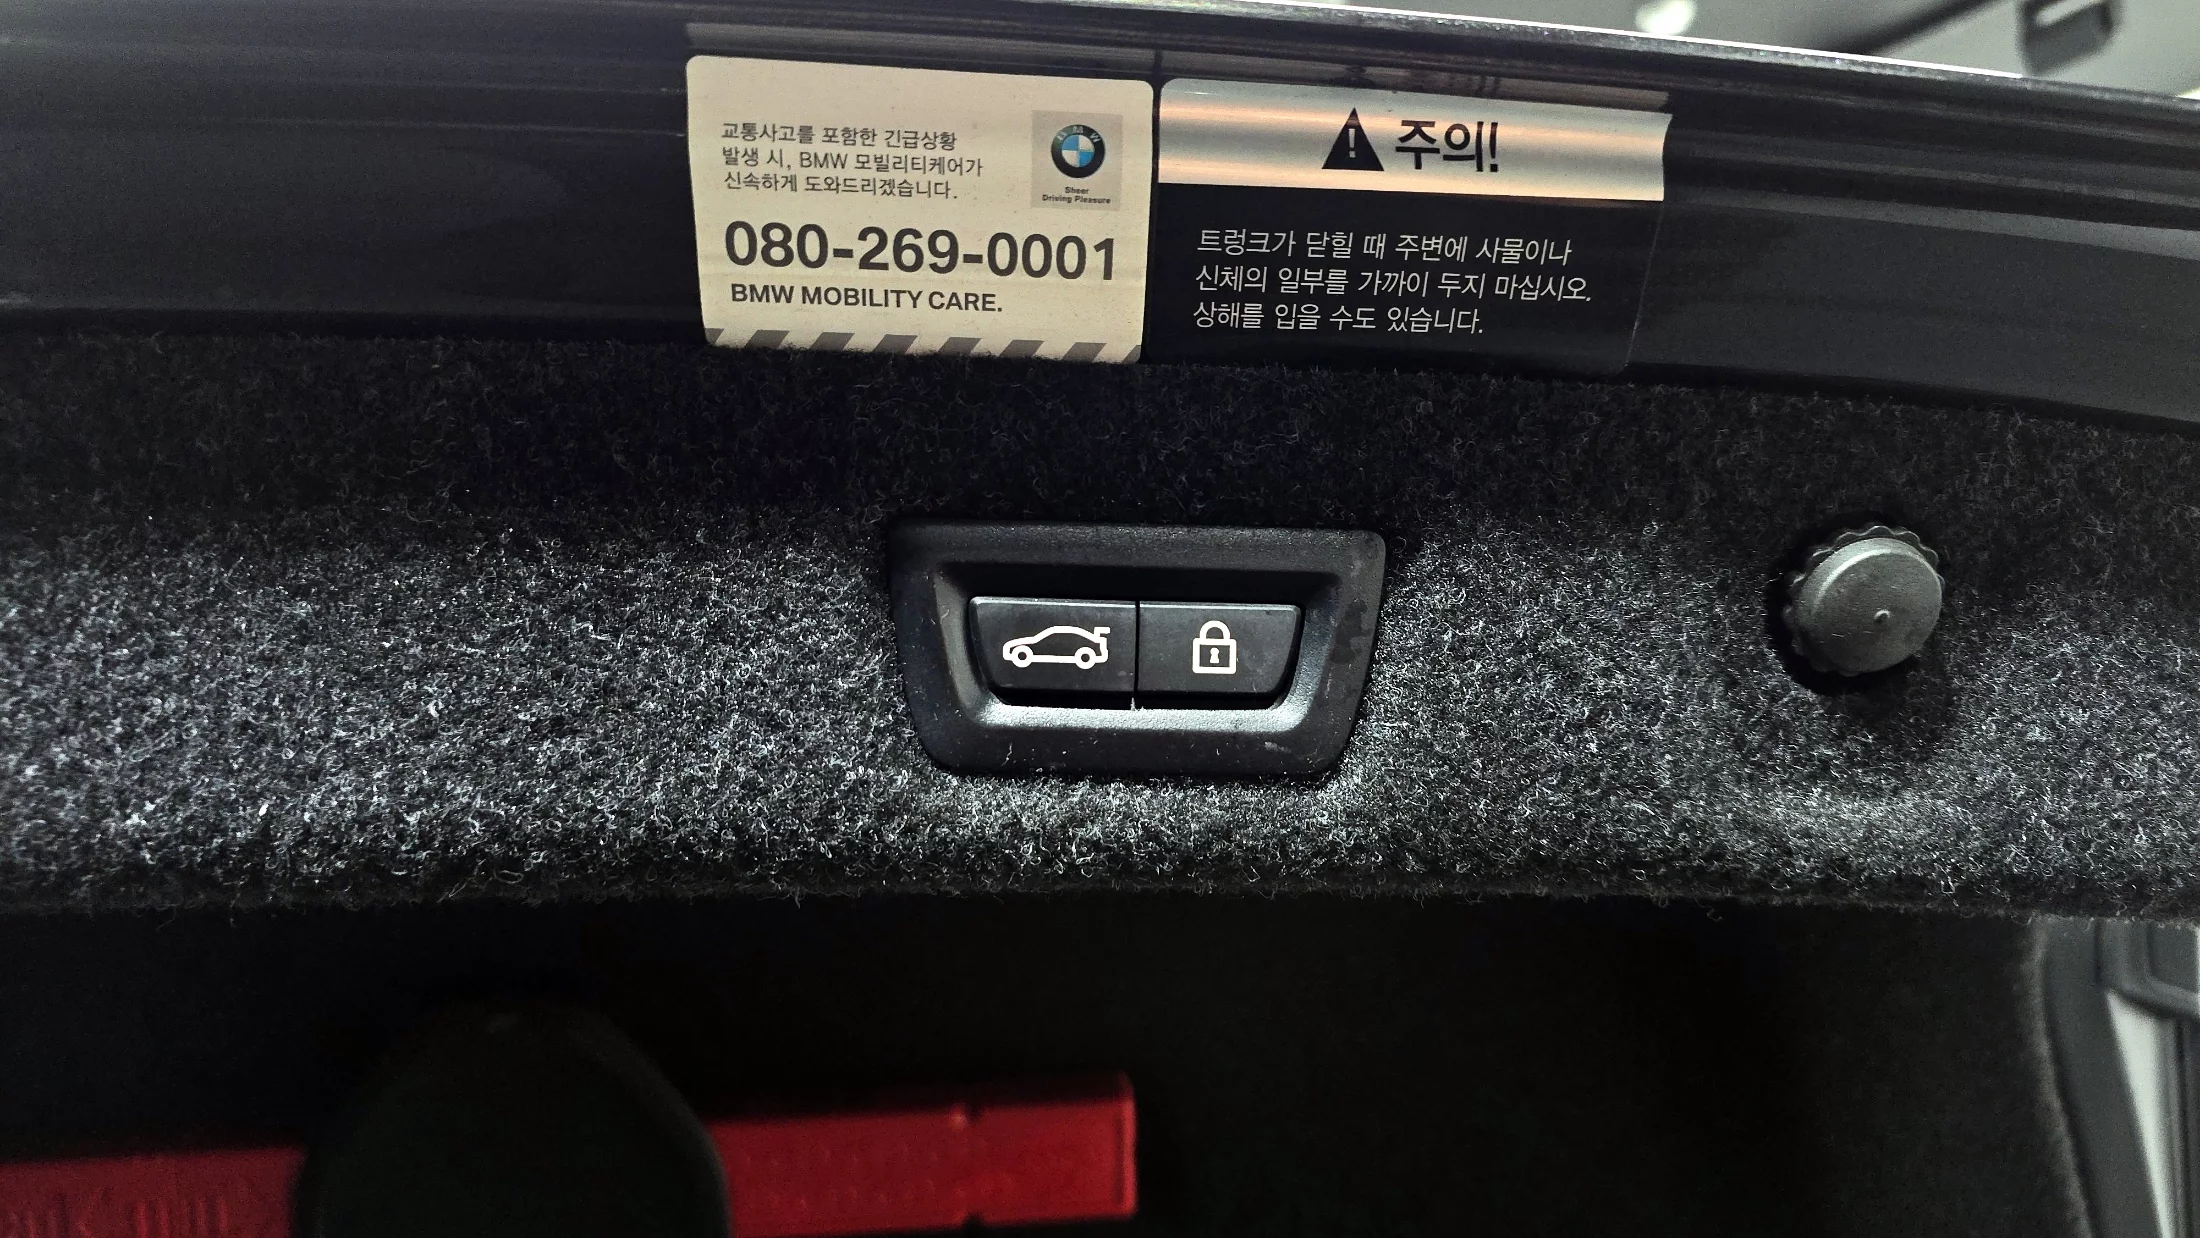 교통사고를 포함한 긴급상황
발생 시, BMW 모빌리티케어가
신속하게 도와드리겠습니다.
BMW
Sheer
Driving Pleasure
080-269-0001
BMW MOBILITY CARE.
주의!
트렁크가 닫힐 때 주변에 사물이나
신체의 일부를 가까이 두지 마십시오.
상해를 입을 수도 있습니다.